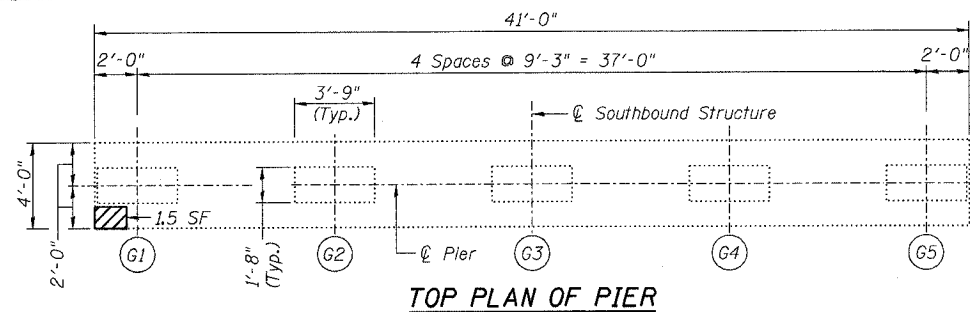 41'-0"
2'-0"
4 Spaces @ 9'-3" = 37'-0"
2'-0"
3'-9"
(Typ.)
℄ Southbound Structure
4'-0"
2'-0"
1.5 SF
1'-8"
(Typ.)
℄ Pier
G1
G2
G3
G4
G5
TOP PLAN OF PIER